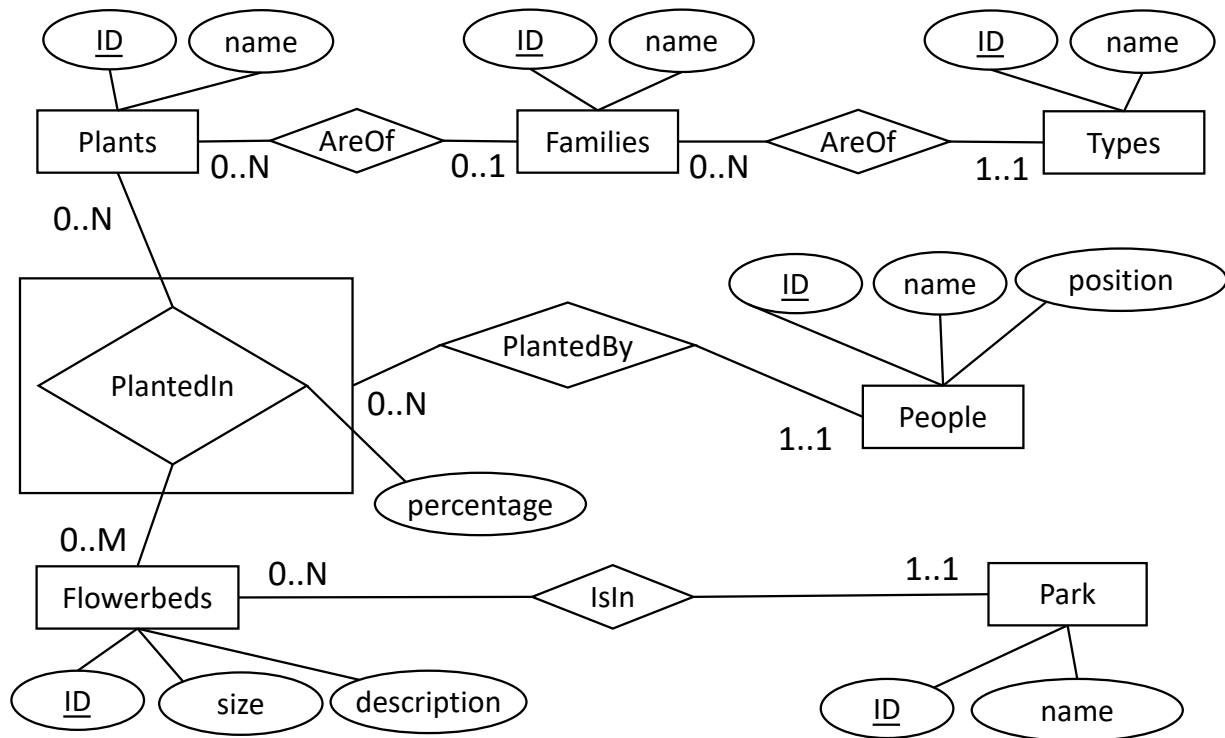 ID
name
ID
name
ID
name
Plants
AreOf
Families
AreOf
Types
0..N
0..1
0..N
1..1
0..N
ID
name
position
PlantedBy
PlantedIn
0..N
People
1..1
percentage
0..M
0..N
1..1
Flowerbeds
IsIn
Park
ID
size
description
ID
name